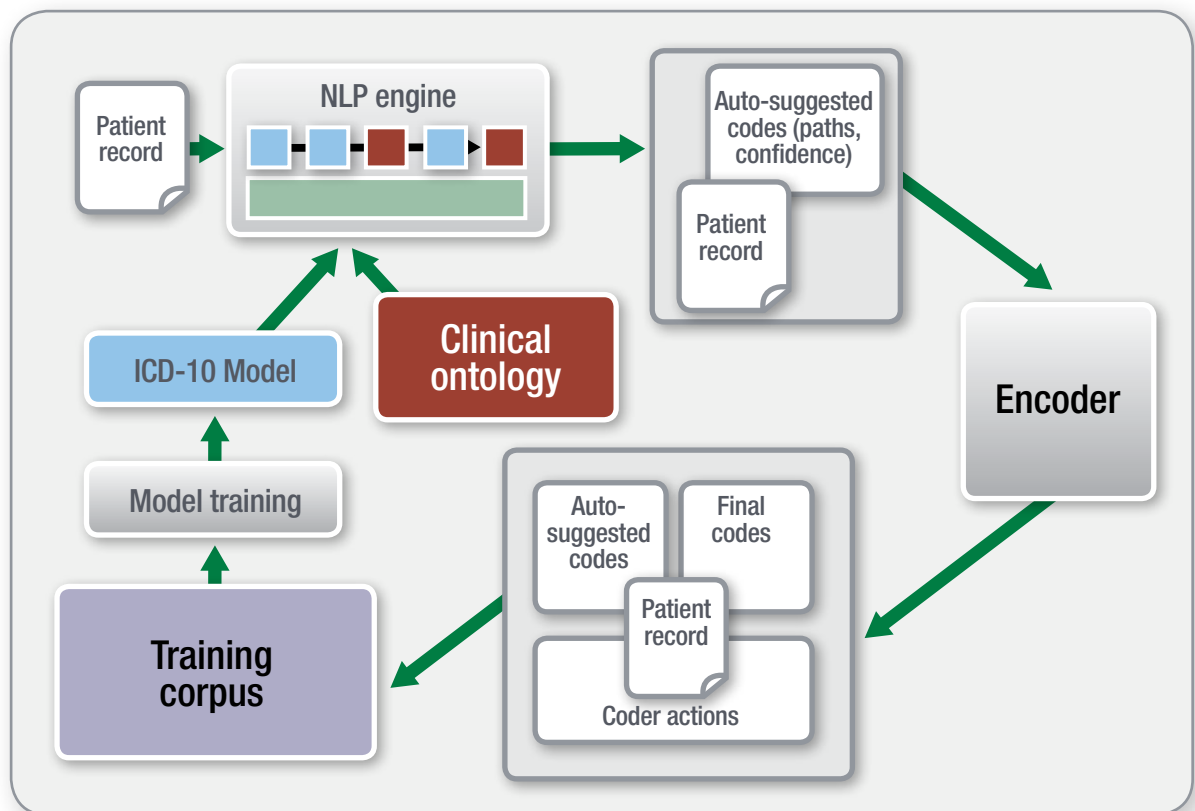 Patient
record
NLP engine
Auto-suggested
codes (paths,
confidence)
Patient
record
ICD-10 Model
Clinical
ontology
Encoder
Model training
Auto-
suggested
codes
Final
codes
Patient
record
Coder actions
Training
corpus